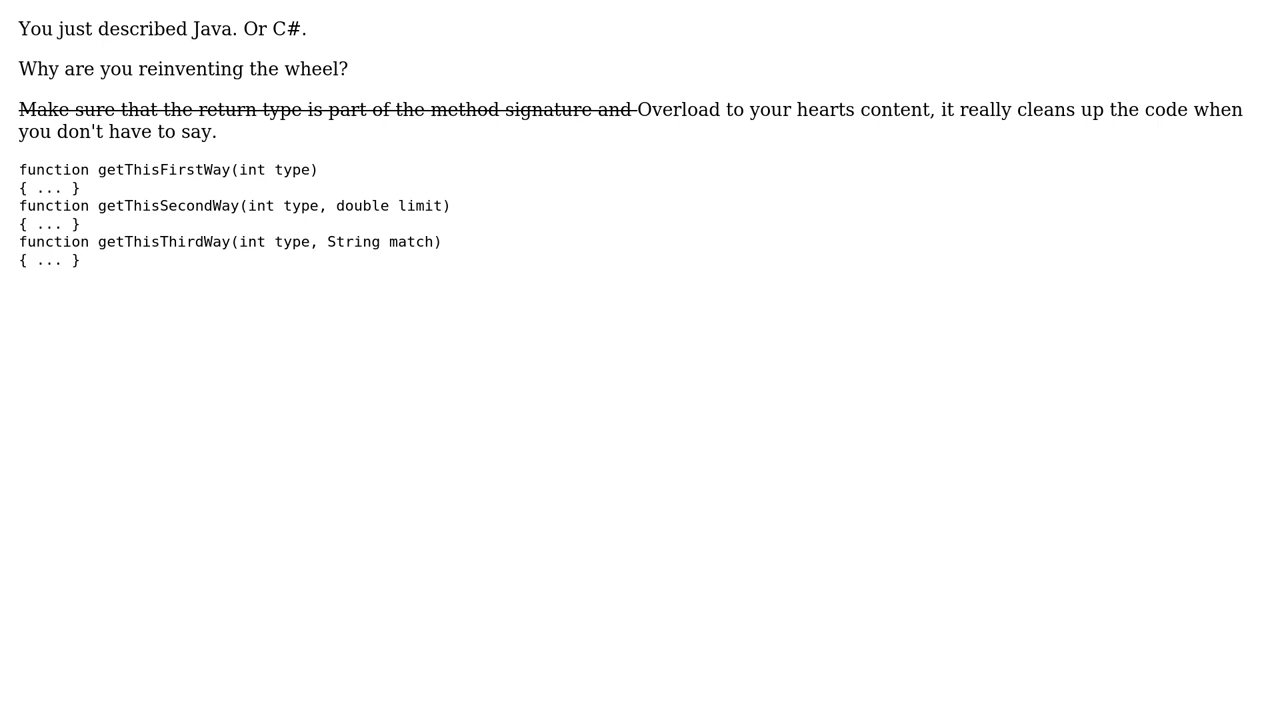 You just described Java. Or C#.
Why are you reinventing the wheel?
Make sure that the return type is part of the method signature and Overload to your hearts content, it really cleans up the code when
you don't have to say.
function getThisFirstWay(int type)
{ ... }
function getThisSecondWay(int type, double limit)
{ ... }
function getThisThirdWay(int type, String match)
{ ... }